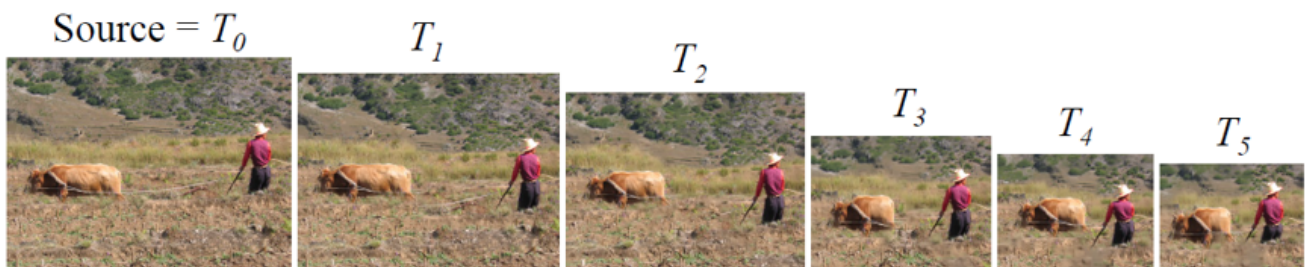 Source = T₀
T₁
T₂
T₃
T₄
T₅